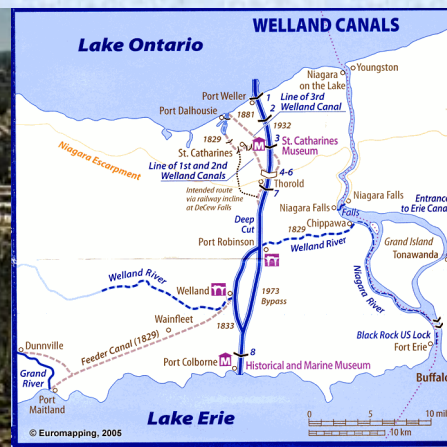 WELLAND CANALS
Lake Ontario
Youngston
Niagara
on the Lake
Port Weller
1
Line of 3rd
Welland Canal
2
Port Dalhousie
1881
1932
1829
3
St. Catharines
Museum
St. Catharines
Niagara Escarpment
Line of 1st and 2nd
Welland Canals
4-6
Thorold
7
Intended route
via railway incline
at DeCew Falls
Niagara Falls
Niagara Falls
Falls
Entranc
to Erie Cana
Chippawa
Deep
Cut
1829
Grand Island
Port Robinson
Welland River
Tonawanda
Welland River
Niagara River
Welland
1973
Bypass
Wainfleet
1833
Feeder Canal (1829)
Black Rock US Lock
Fort Erie
Dunnville
8
Port Colborne
Historical and Marine Museum
Grand
River
Buffalo
Port
Maitland
Lake Erie
0 5 10 mil
10 km
© Euromapping, 2005